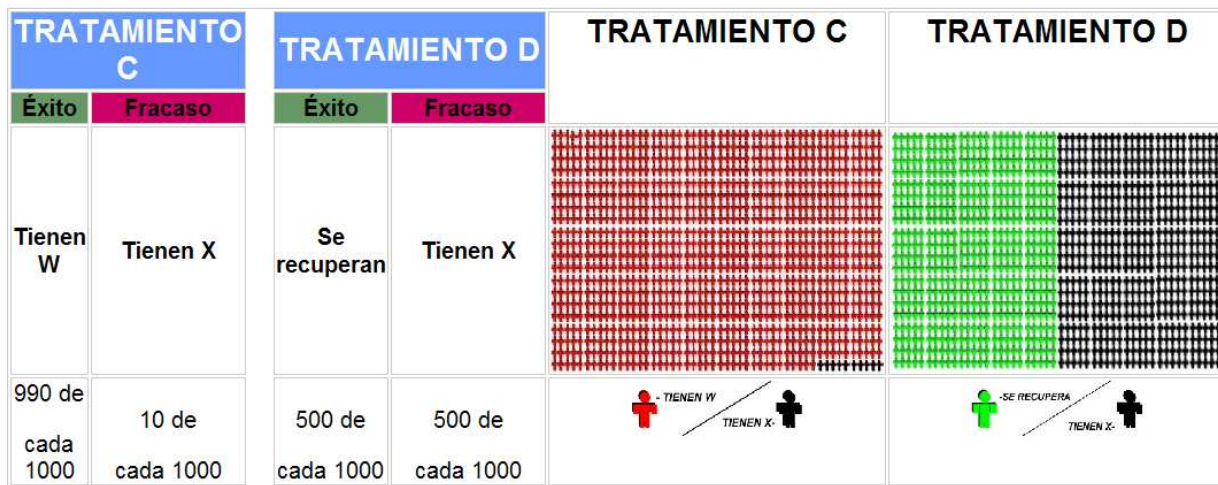 TRATAMIENTO
C
TRATAMIENTO D
TRATAMIENTO C
TRATAMIENTO D
Éxito
Fracaso
Éxito
Fracaso
Tienen
W
Tienen X
Se
recuperan
Tienen X
990 de
cada
1000
10 de
cada 1000
500 de
cada 1000
500 de
cada 1000
- TIENEN W
TIENEN X-
-SE RECUPERA
TIENEN X-